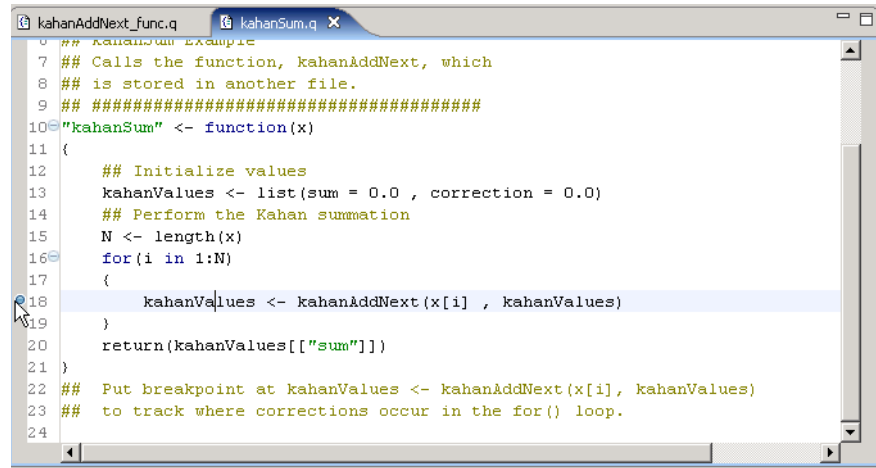 kahanAddNext_func.q kahanSum.q
6 ## KahanSum Example
7 ## Calls the function, kahanAddNext, which
8 ## is stored in another file.
9 ## ######################################
10 "kahanSum" <- function(x)
11 {
12 ## Initialize values
13 kahanValues <- list(sum = 0.0 , correction = 0.0)
14 ## Perform the Kahan summation
15 N <- length(x)
16 for(i in 1:N)
17 {
18 kahanValues <- kahanAddNext(x[i] , kahanValues)
19 }
20 return(kahanValues[["sum"]])
21 }
22 ## Put breakpoint at kahanValues <- kahanAddNext(x[i], kahanValues)
23 ## to track where corrections occur in the for() loop.
24